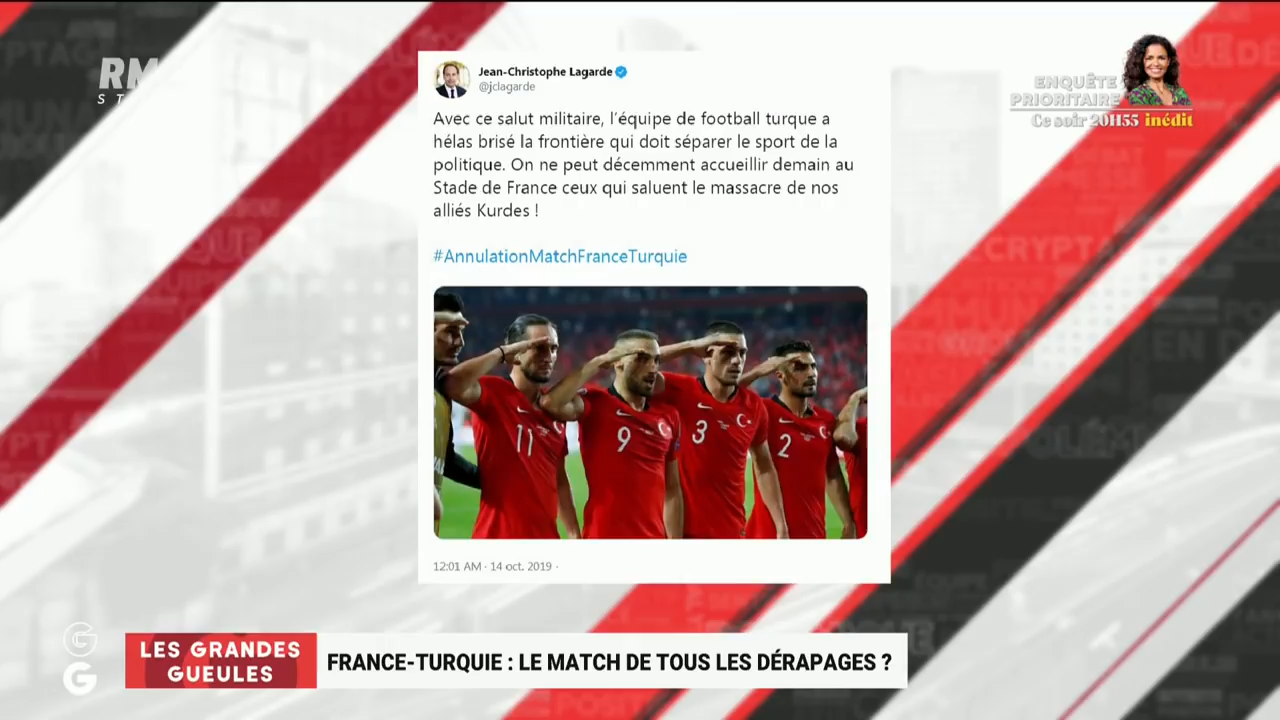 RM
ST
ENQUÊTE
PRIORITAIRE
Ce soir 20H55 inédit
Jean-Christophe Lagarde
@jclagarde
Avec ce salut militaire, l'équipe de football turque a
hélas brisé la frontière qui doit séparer le sport de la
politique. On ne peut décemment accueillir demain au
Stade de France ceux qui saluent le massacre de nos
alliés Kurdes !
#AnnulationMatchFranceTurquie
11
9
3
2
12:01 AM · 14 oct. 2019 ·
G
G
LES GRANDES
GUEULES
FRANCE-TURQUIE : LE MATCH DE TOUS LES DÉRAPAGES ?